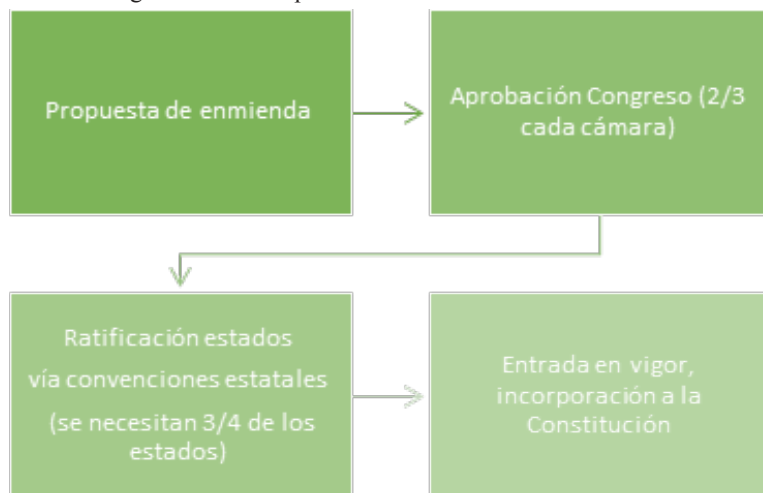 Propuesta de enmienda
Aprobación Congreso (2/3
cada cámara)
Ratificación estados
vía convenciones estatales
(se necesitan 3/4 de los
estados)
Entrada en vigor,
incorporación a la
Constitución